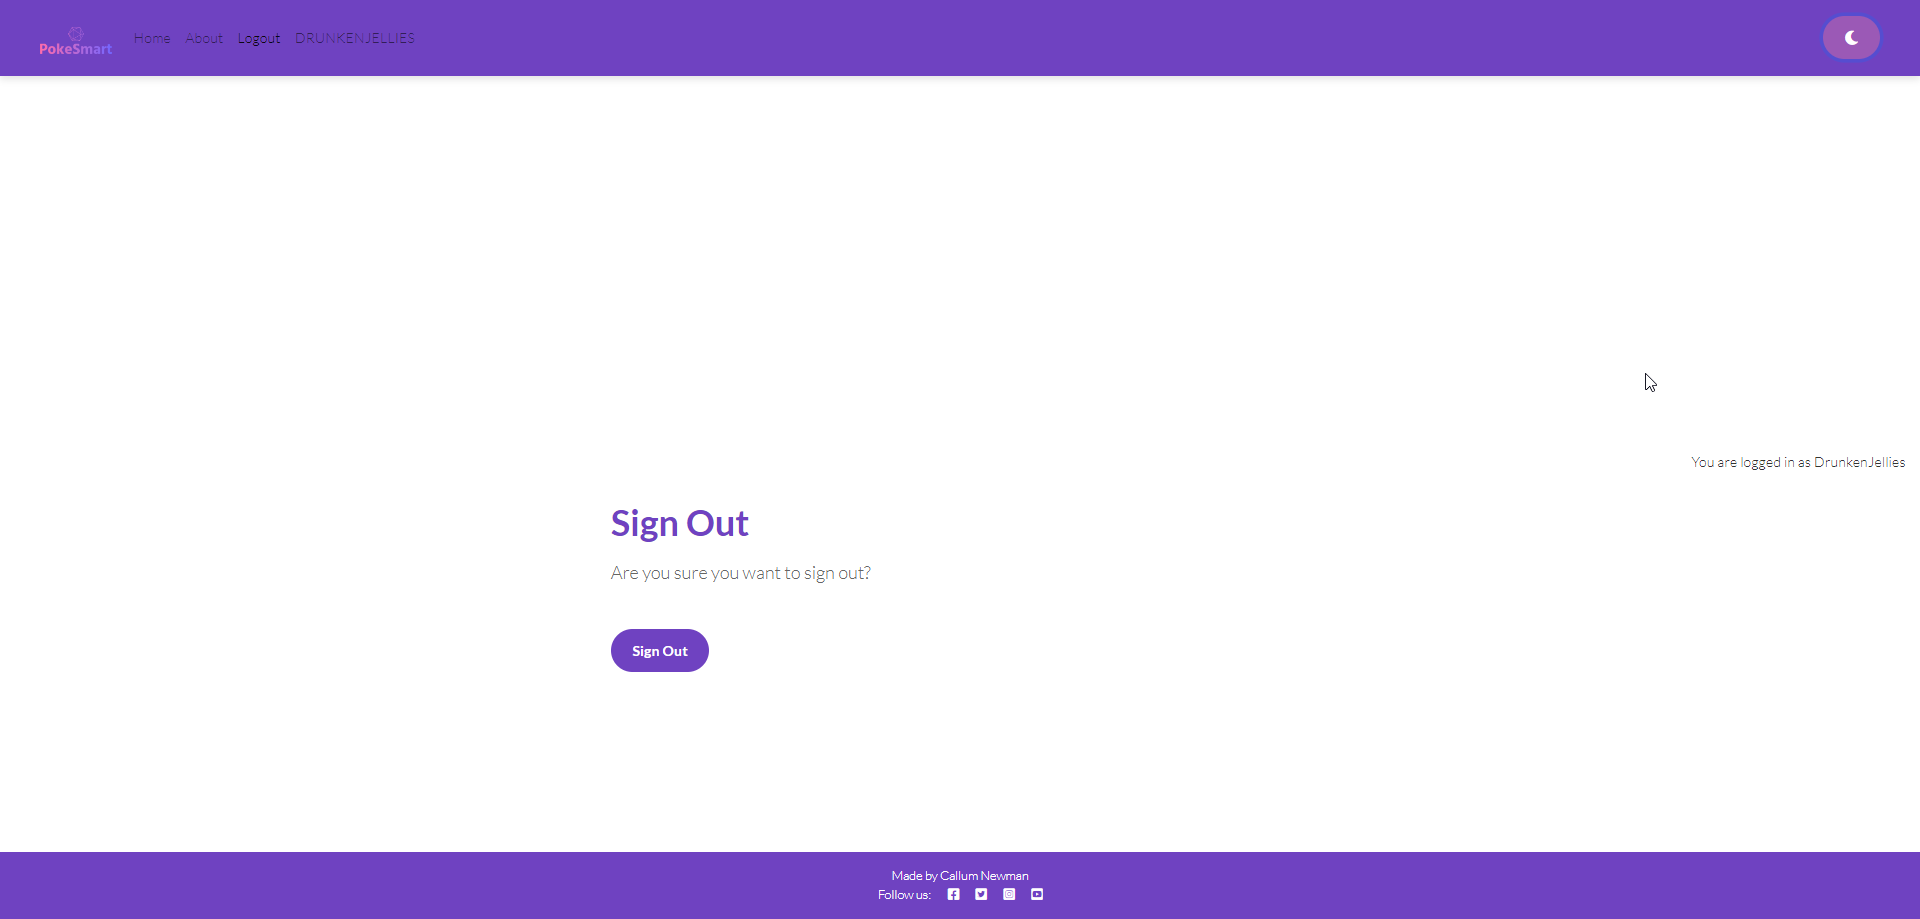 PokeSmart
Home About Logout DRUNKENJELLIES
You are logged in as DrunkenJellies
Sign Out
Are you sure you want to sign out?
Sign Out
Made by Callum Newman
Follow us: